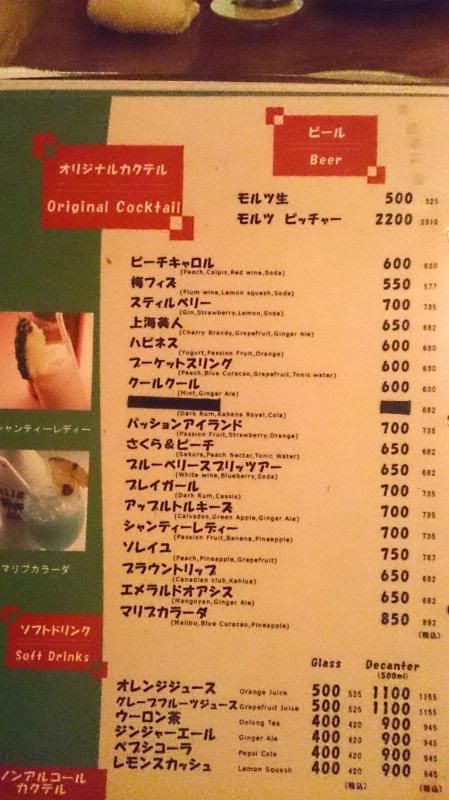 ビール
Beer
モルツ生 500 525
モルツ ピッチャー 2200 2310
オリジナルカクテル
Original Cocktail
ピーチキャロル 600 630
(Peach,Calpis,Red wine,Soda)
梅フィズ 550 577
(Plum wine,Lemon squash,Soda)
スティルベリー 700 735
(Gin,Strawberry,Lemon,Soda)
上海美人 650 682
(Cherry Brandy,Grapefruit,Ginger Ale)
ハピネス 600 630
(Yogurt,Passion Fruit,Orange)
プーケットスリング 600 630
(Peach,Blue Curacao,Grapefruit,Tonic water)
クールクール 600 630
(Mint,Ginger Ale)
682
(Dark Rum,Kahana Royal,Cola)
パッションアイランド 700 735
(Passion Fruit,Strawberry,Orange)
さくら&ピーチ 650 682
(Sakura,Peach Nectar,Tonic Water)
ブルーベリースプリッツアー 650 682
(White wine,Blueberry,Soda)
プレイガール 700 735
(Dark Rum,Cassis)
アップルトルキーズ 700 735
(Calvados,Green Apple,Ginger Ale)
シャンティーレディー 700 735
(Passion Fruit,Banana,Pineapple)
ソレイユ 750 787
(Peach,Pineapple,Grapefruit)
ブラウントリップ 650 682
(Canadian club,Kahlua)
エメラルドオアシス 650 682
(Mangoyan,Ginger Ale)
マリブカラーダ 850 892
(Malibu,Blue Curacao,Pineapple)
(税込)
シャンティーレディー
マリブカラーダ
ソフトドリンク
Soft Drinks
Glass Decanter
(500ml)
オレンジジュース Orange Juice 500 525 1100 1155
グレープフルーツジュース Grapefruit Juice 500 525 1100 1155
ウーロン茶 Oolong Tea 400 420 900 945
ジンジャーエール Ginger Ale 400 420 900 945
ペプシコーラ Pepsi Cola 400 420 900 945
レモンスカッシュ Lemon Squash 400 420 900 945
(税込) (税込)
ノンアルコール
カクテル